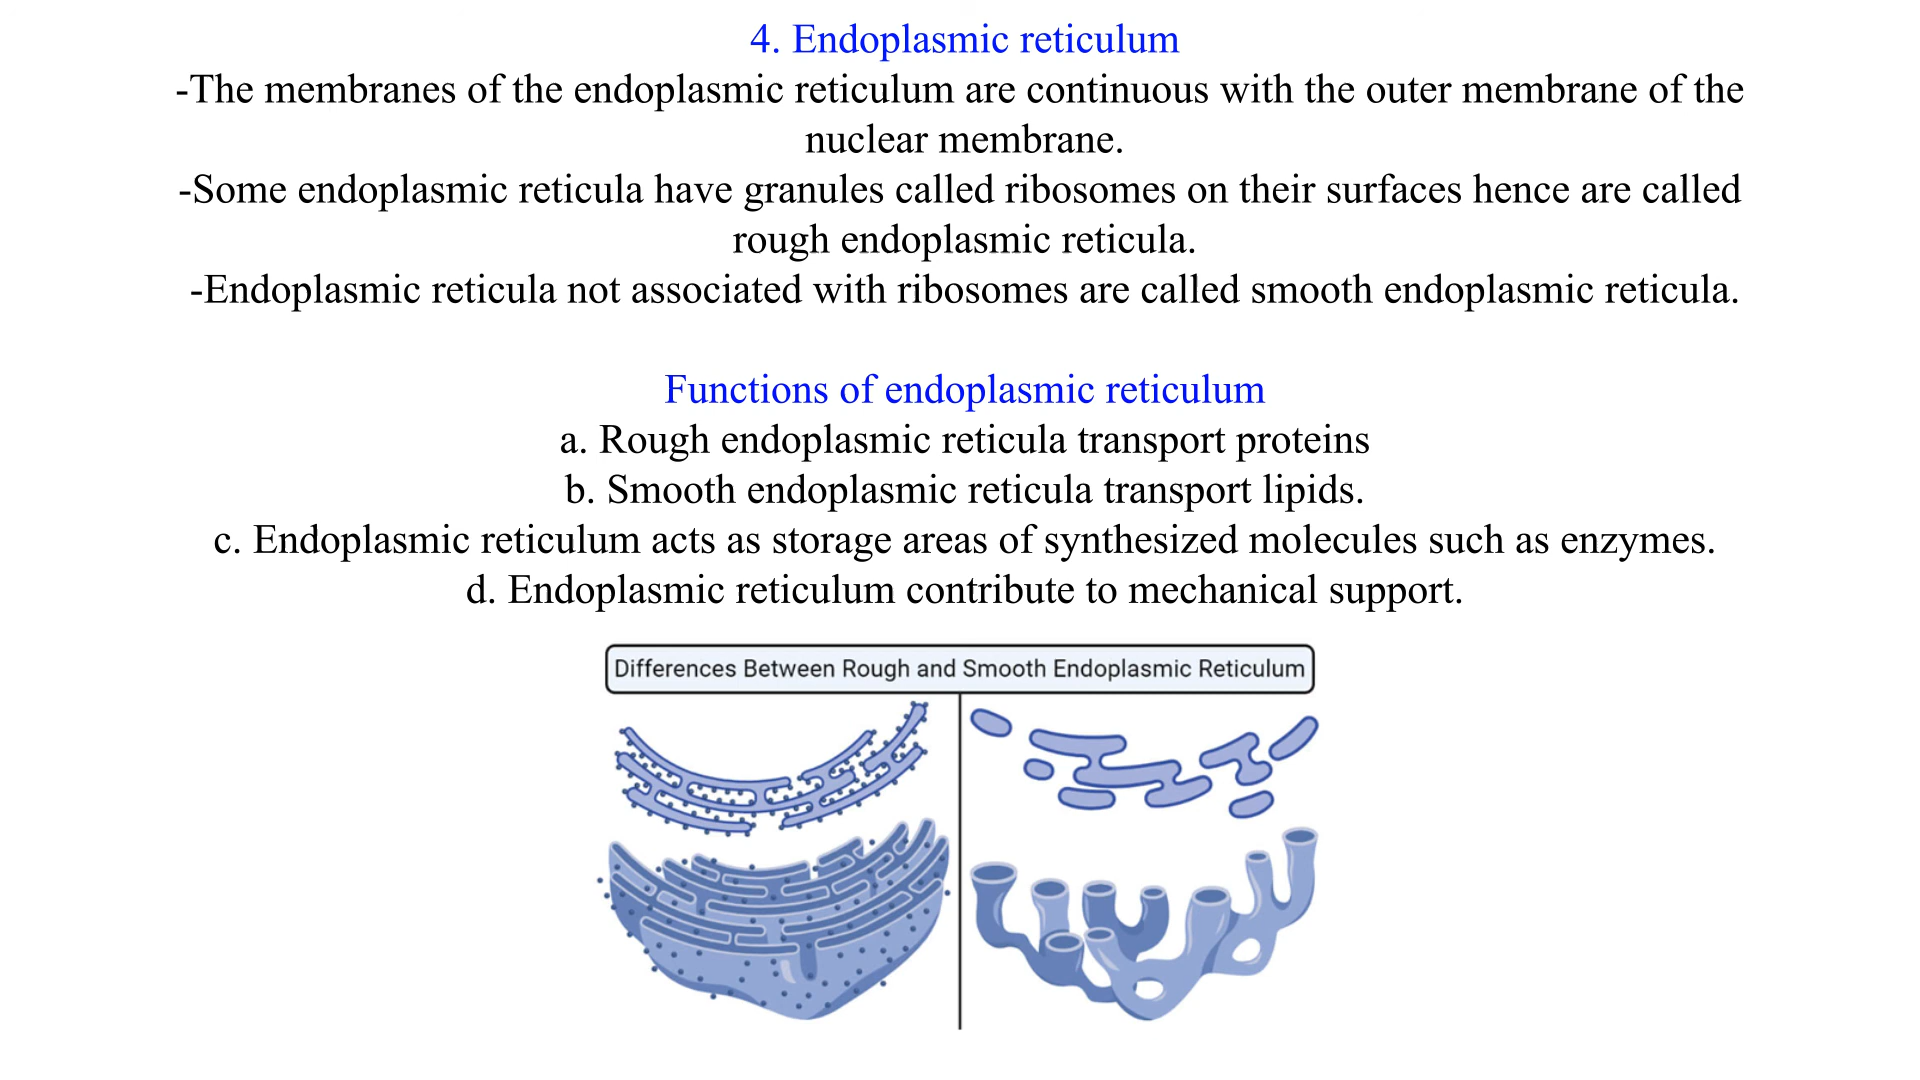 4. Endoplasmic reticulum
-The membranes of the endoplasmic reticulum are continuous with the outer membrane of the
nuclear membrane.
-Some endoplasmic reticula have granules called ribosomes on their surfaces hence are called
rough endoplasmic reticula.
-Endoplasmic reticula not associated with ribosomes are called smooth endoplasmic reticula.
Functions of endoplasmic reticulum
a. Rough endoplasmic reticula transport proteins
b. Smooth endoplasmic reticula transport lipids.
c. Endoplasmic reticulum acts as storage areas of synthesized molecules such as enzymes.
d. Endoplasmic reticulum contribute to mechanical support.
Differences Between Rough and Smooth Endoplasmic Reticulum